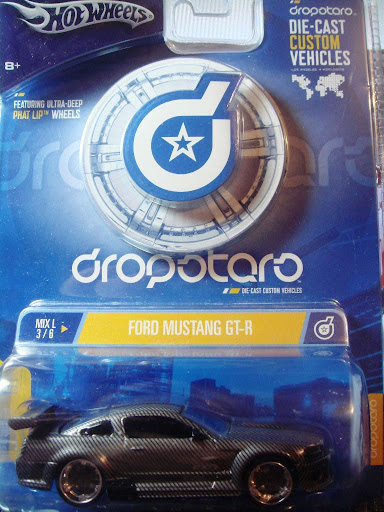 Hot Wheels
dropstars
DIE-CAST
CUSTOM
VEHICLES
8+
FEATURING ULTRA-DEEP
PHAT LIP™ WHEELS
dropstars
DIE-CAST CUSTOM VEHICLES
MIX L
3 / 6
FORD MUSTANG GT-R
dropstars